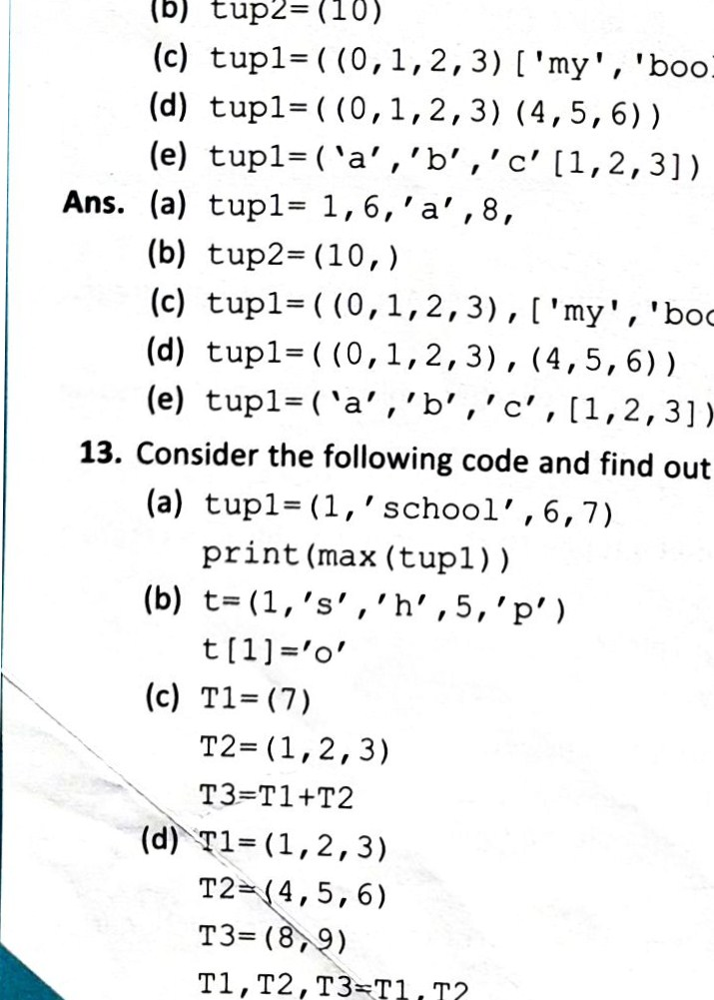 (b) tup2=(10)
(c) tup1=((0,1,2,3)['my','boo
(d) tup1=((0,1,2,3)(4,5,6))
(e) tup1=(‘a’,’b’,’c’[1,2,3])
Ans. (a) tup1= 1,6,’a’,8,
(b) tup2=(10,)
(c) tup1=((0,1,2,3),['my','boo
(d) tup1=((0,1,2,3),(4,5,6))
(e) tup1=(‘a’,’b’,’c’,[1,2,3])
13. Consider the following code and find out
(a) tup1=(1,’school’,6,7)
print(max(tup1))
(b) t=(1,’s’,’h’,5,’p’)
t[1]=’o’
(c) T1=(7)
T2=(1,2,3)
T3=T1+T2
(d) T1=(1,2,3)
T2=(4,5,6)
T3=(8,9)
T1,T2,T3=T1,T2